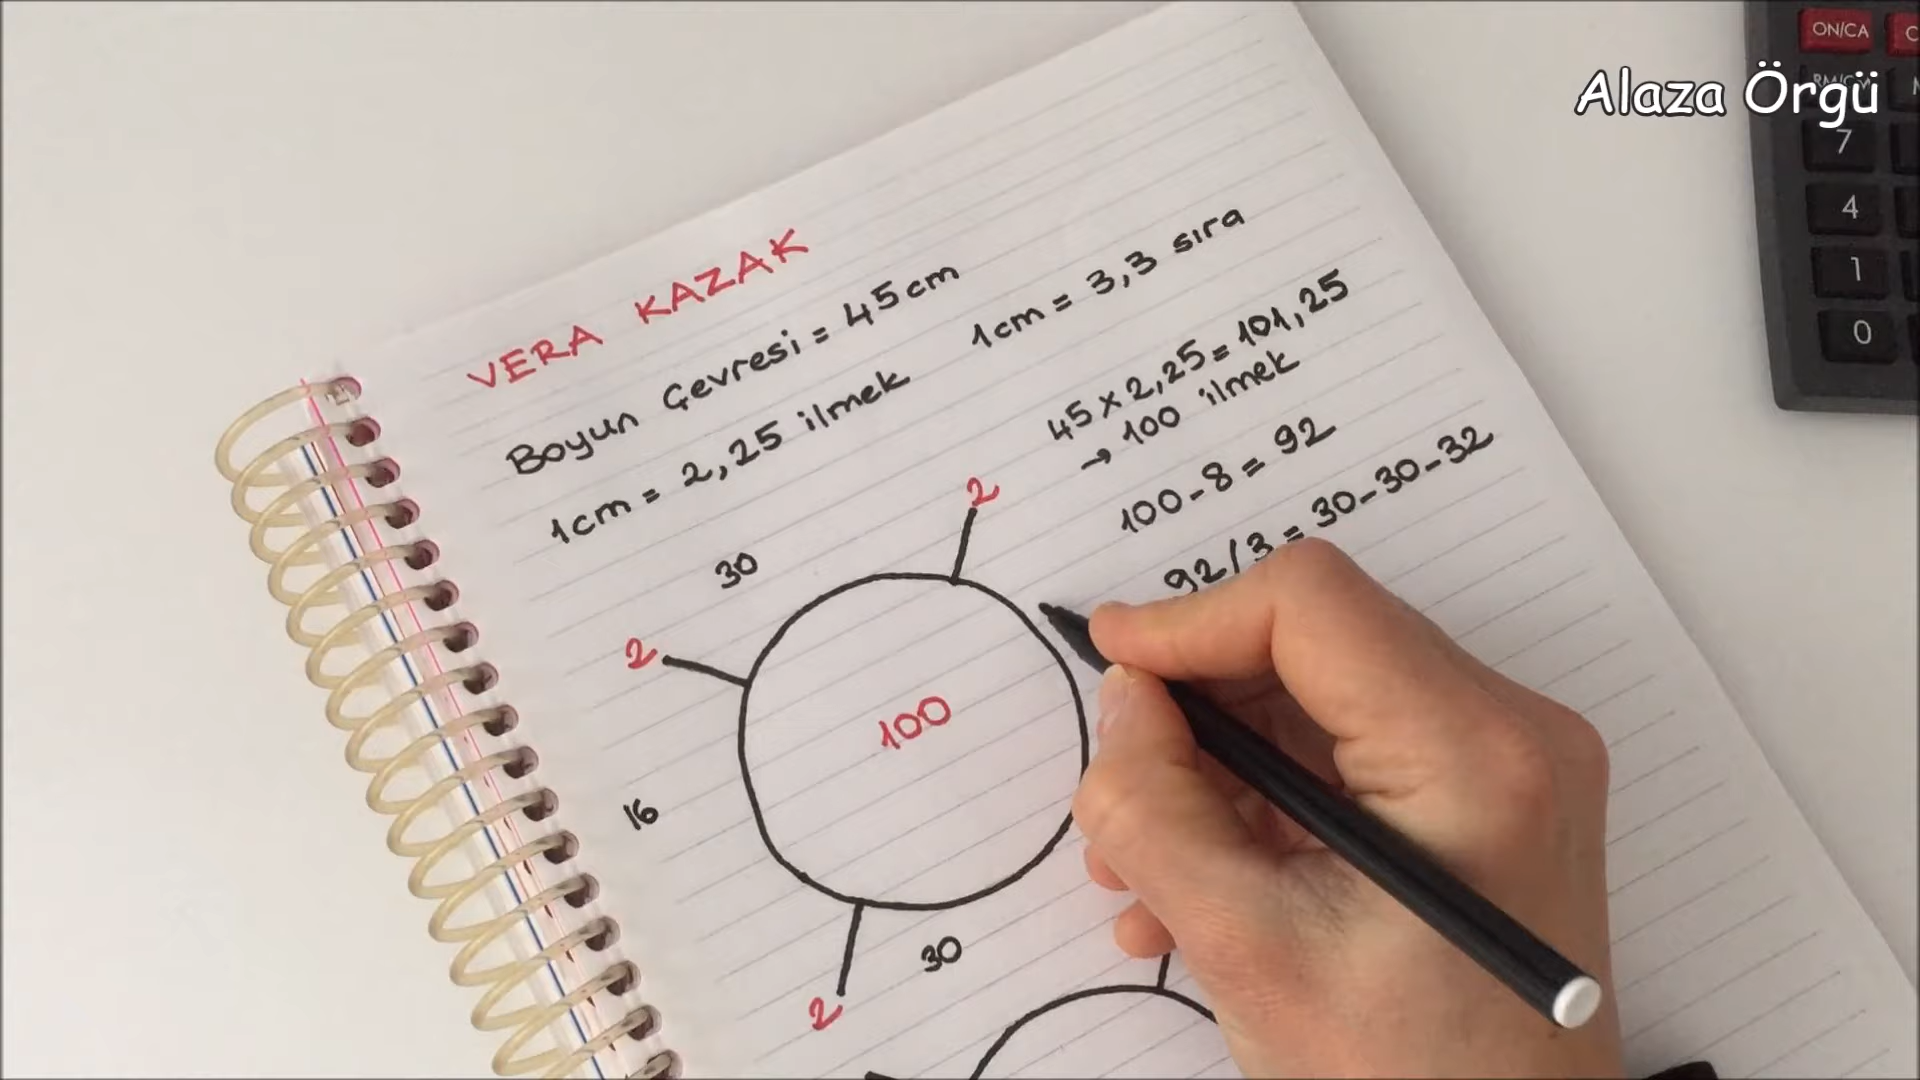 Alaza Örgü
ON/CA
7
4
1
0
VERA KAZAK
Boyun Çevresi = 45cm
1cm = 2,25 ilmek
1cm = 3,3 sıra
45 x 2,25 = 101,25
→ 100 ilmek
100 - 8 = 92
92 / 3 = 30-30-32
2
30
2
100
16
30
2